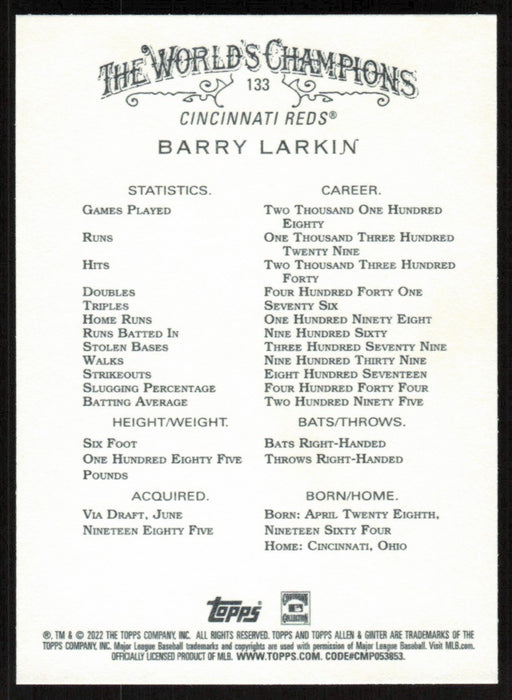 THE WORLD'S CHAMPIONS
133
CINCINNATI REDS®
BARRY LARKIN
STATISTICS. CAREER.
GAMES PLAYED TWO THOUSAND ONE HUNDRED
EIGHTY
RUNS ONE THOUSAND THREE HUNDRED
TWENTY NINE
HITS TWO THOUSAND THREE HUNDRED
FORTY
DOUBLES FOUR HUNDRED FORTY ONE
TRIPLES SEVENTY SIX
HOME RUNS ONE HUNDRED NINETY EIGHT
RUNS BATTED IN NINE HUNDRED SIXTY
STOLEN BASES THREE HUNDRED SEVENTY NINE
WALKS NINE HUNDRED THIRTY NINE
STRIKEOUTS EIGHT HUNDRED SEVENTEEN
SLUGGING PERCENTAGE FOUR HUNDRED FORTY FOUR
BATTING AVERAGE TWO HUNDRED NINETY FIVE
HEIGHT/WEIGHT. BATS/THROWS.
SIX FOOT BATS RIGHT-HANDED
ONE HUNDRED EIGHTY FIVE THROWS RIGHT-HANDED
POUNDS
ACQUIRED. BORN/HOME.
VIA DRAFT, JUNE BORN: APRIL TWENTY EIGHTH,
NINETEEN EIGHTY FIVE NINETEEN SIXTY FOUR
HOME: CINCINNATI, OHIO
Topps COOPERSTOWN COLLECTION
®, TM & © 2022 THE TOPPS COMPANY, INC. ALL RIGHTS RESERVED. TOPPS AND TOPPS ALLEN & GINTER ARE TRADEMARKS OF THE
TOPPS COMPANY, INC. Major League Baseball trademarks and copyrights are used with permission of Major League Baseball. Visit MLB.com.
OFFICIALLY LICENSED PRODUCT OF MLB. WWW.TOPPS.COM. CODE#CMP053853.